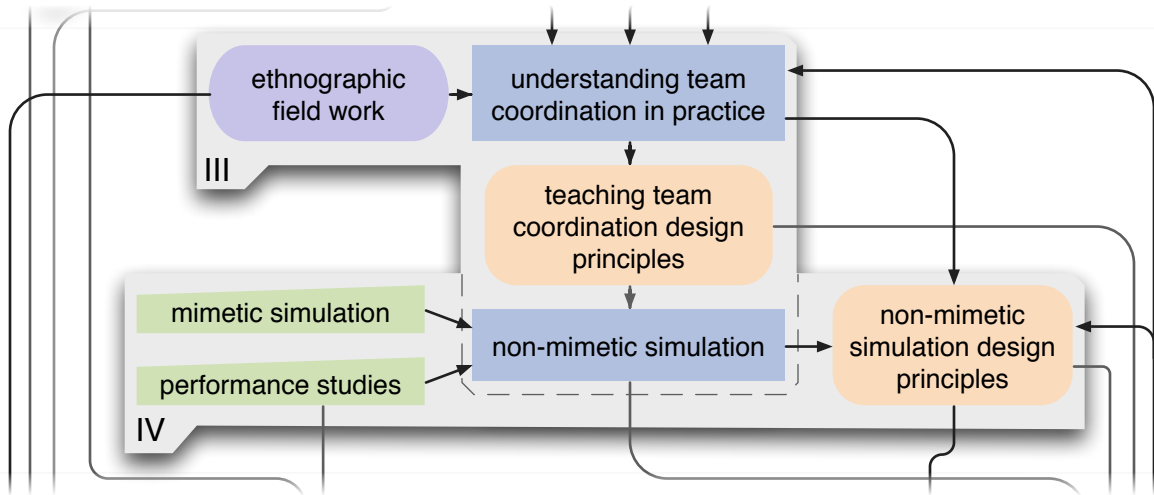 ethnographic
field work
understanding team
coordination in practice
III
teaching team
coordination design
principles
mimetic simulation
performance studies
non-mimetic simulation
non-mimetic
simulation design
principles
IV